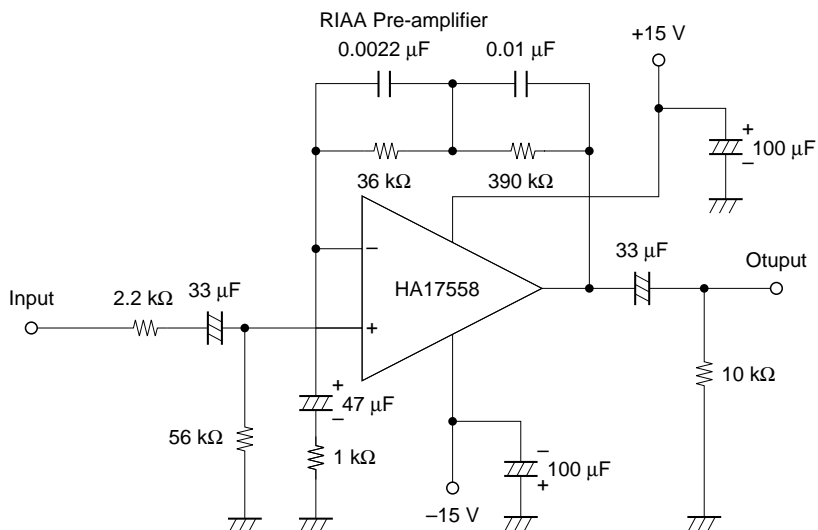 RIAA Pre-amplifier
0.0022 µF
0.01 µF
+15 V
+
100 µF
–
36 kΩ
390 kΩ
–
HA17558
+
33 µF
Otuput
Input
2.2 kΩ
33 µF
+
47 µF
–
10 kΩ
56 kΩ
1 kΩ
–
100 µF
+
–15 V